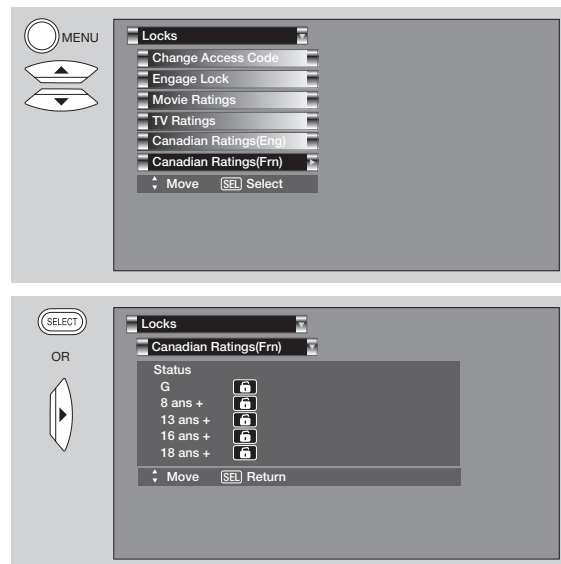 MENU
Locks
Change Access Code
Engage Lock
Movie Ratings
TV Ratings
Canadian Ratings(Eng)
Canadian Ratings(Frn)
Move SEL Select
SELECT
OR
Locks
Canadian Ratings(Frn)
Status
G
8 ans +
13 ans +
16 ans +
18 ans +
Move SEL Return